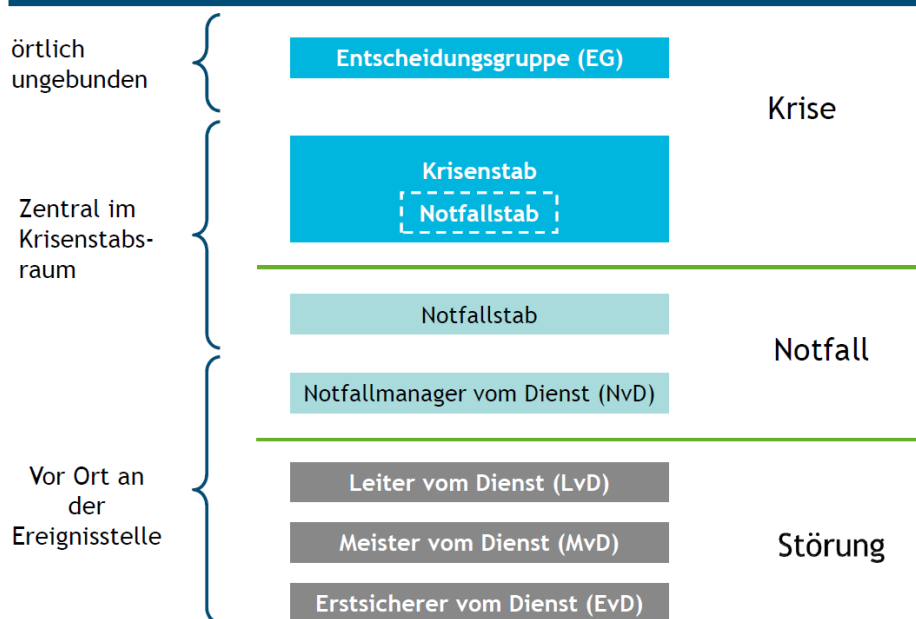 örtlich
ungebunden
Entscheidungsgruppe (EG)
Krise
Krisenstab
Notfallstab
Zentral im
Krisenstabs-
raum
Notfallstab
Notfall
Notfallmanager vom Dienst (NvD)
Vor Ort an
der
Ereignisstelle
Leiter vom Dienst (LvD)
Meister vom Dienst (MvD)
Störung
Erstsicherer vom Dienst (EvD)